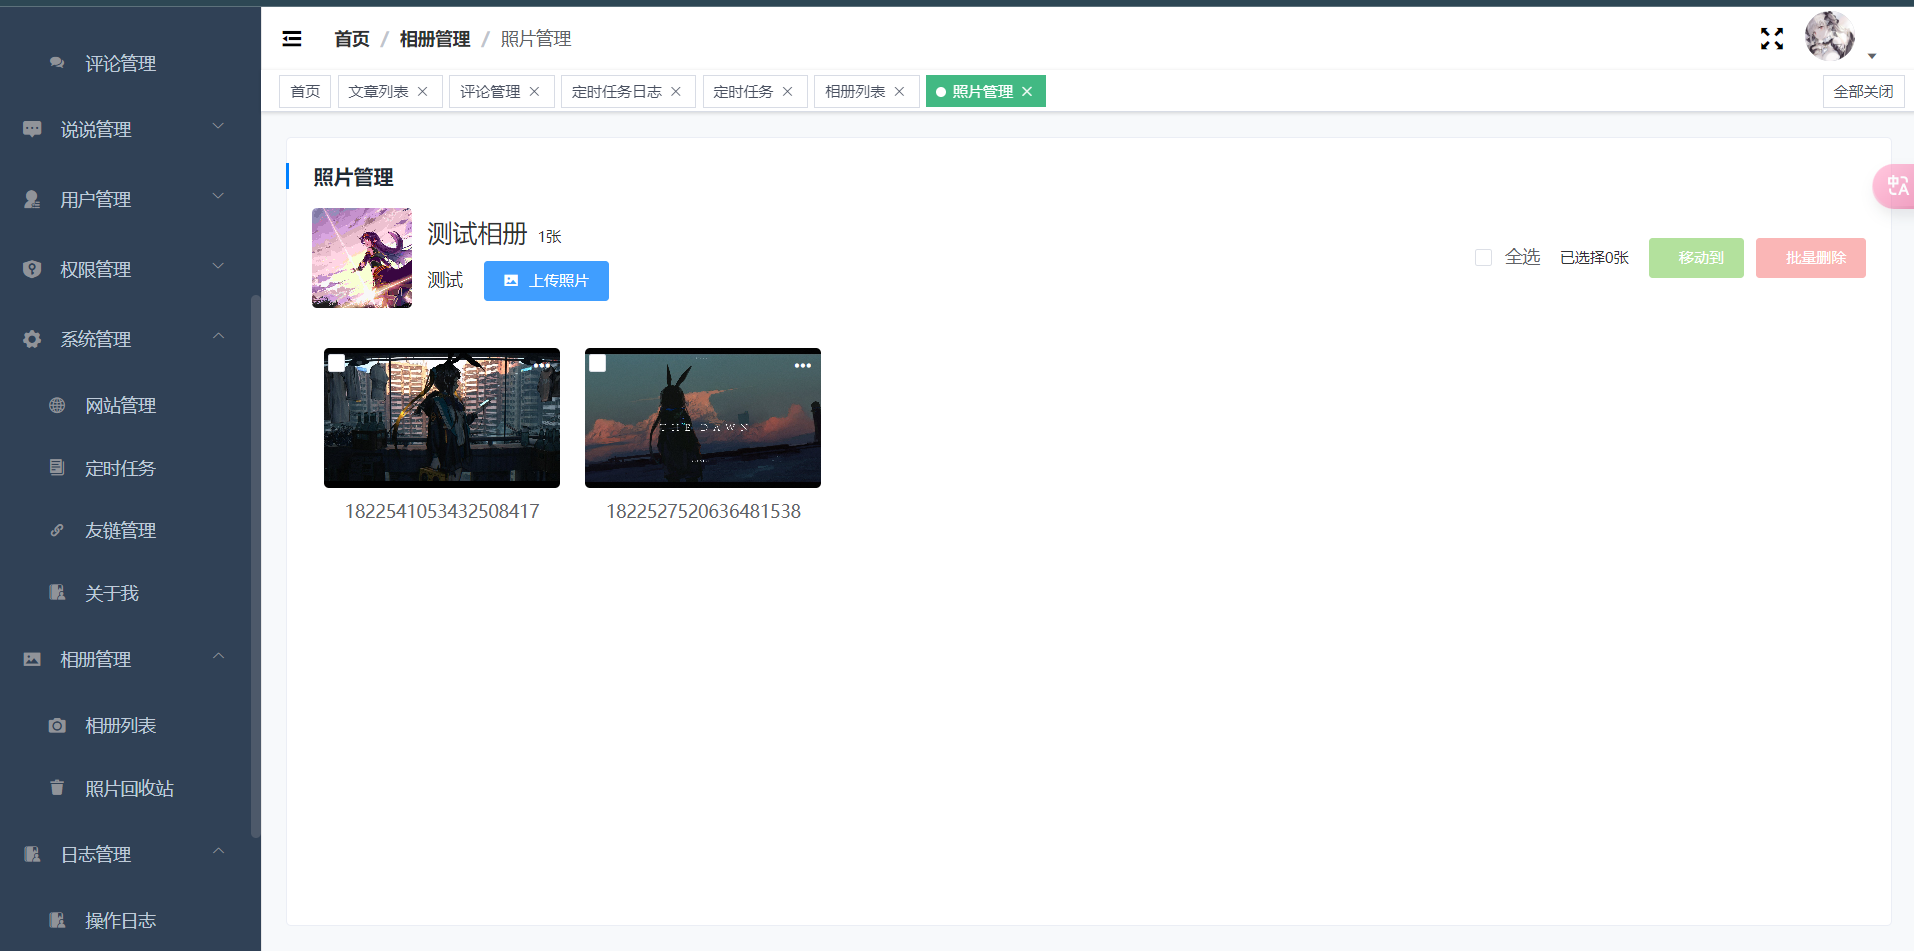 评论管理
说说管理
用户管理
权限管理
系统管理
网站管理
定时任务
友链管理
关于我
相册管理
相册列表
照片回收站
日志管理
操作日志
首页 / 相册管理 / 照片管理
首页 文章列表 评论管理 定时任务日志 定时任务 相册列表 照片管理 全部关闭
照片管理
测试相册 1张
测试 上传照片
全选 已选择0张 移动到 批量删除
THE DAWN
1822541053432508417 1822527520636481538
中A